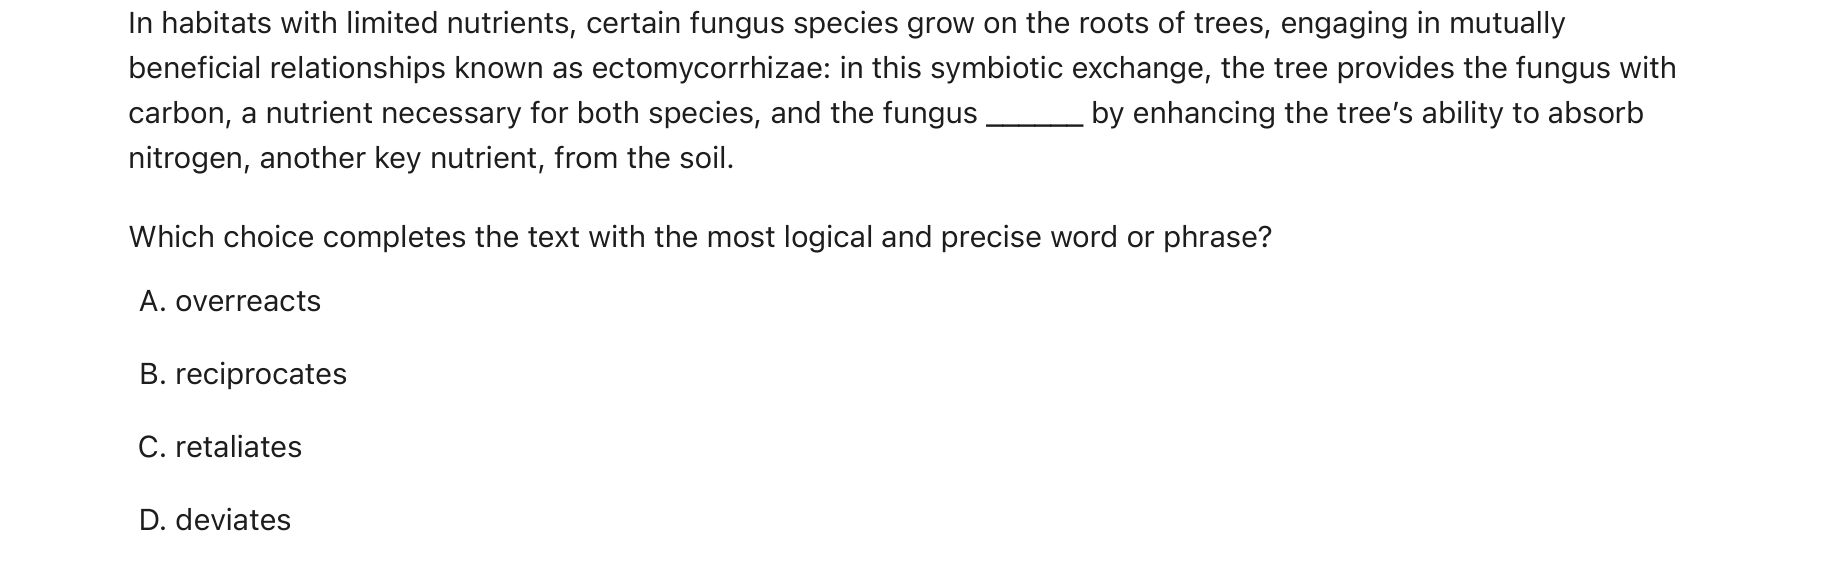 In habitats with limited nutrients, certain fungus species grow on the roots of trees, engaging in mutually
beneficial relationships known as ectomycorrhizae: in this symbiotic exchange, the tree provides the fungus with
carbon, a nutrient necessary for both species, and the fungus ______ by enhancing the tree’s ability to absorb
nitrogen, another key nutrient, from the soil.
Which choice completes the text with the most logical and precise word or phrase?
A. overreacts
B. reciprocates
C. retaliates
D. deviates